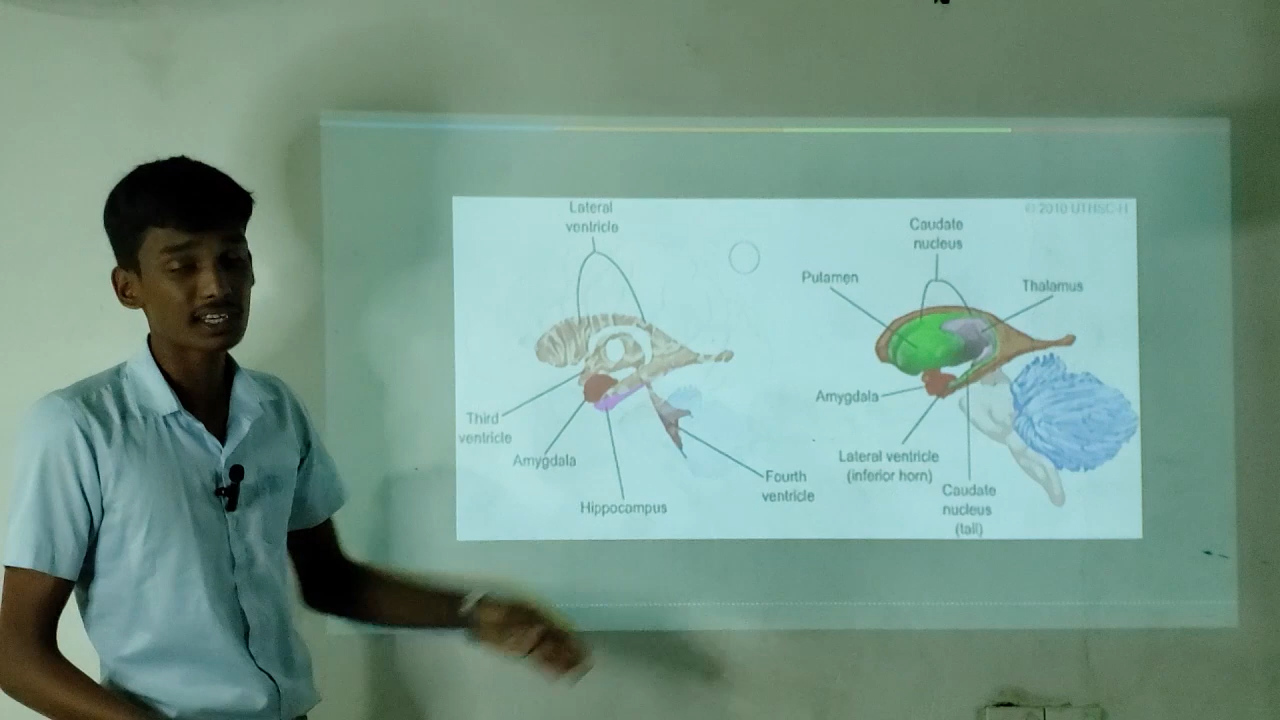 Lateral
ventricle
Third
ventricle
Amygdala
Hippocampus
Fourth
ventricle
© 2010 UTHSC-H
Caudate
nucleus
Putamen
Thalamus
Amygdala
Lateral ventricle
(inferior horn)
Caudate
nucleus
(tail)